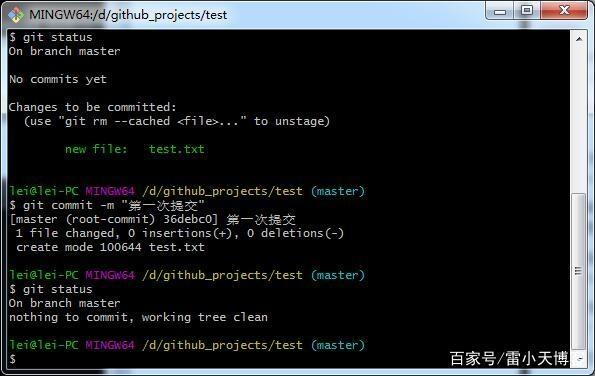 MINGW64:/d/github_projects/test
$ git status
On branch master
No commits yet
Changes to be committed:
(use "git rm --cached <file>..." to unstage)
new file: test.txt
lei@lei-PC MINGW64 /d/github_projects/test (master)
$ git commit -m "第一次提交"
[master (root-commit) 36debc0] 第一次提交
1 file changed, 0 insertions(+), 0 deletions(-)
create mode 100644 test.txt
lei@lei-PC MINGW64 /d/github_projects/test (master)
$ git status
On branch master
nothing to commit, working tree clean
lei@lei-PC MINGW64 /d/github_projects/test (master)
$
百家号/雷小天博